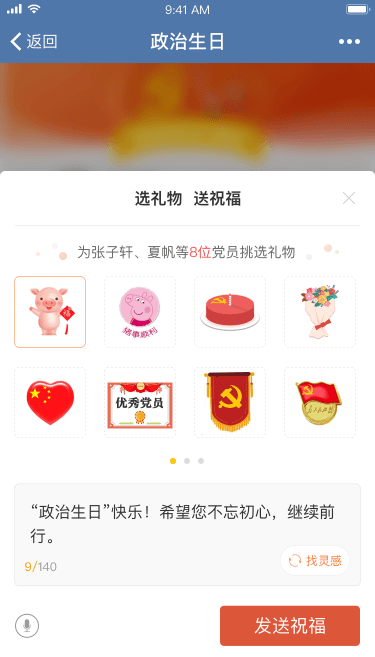 9:41 AM
返回
政治生日
选礼物 送祝福
为张子轩、夏帆等8位党员挑选礼物
福
猪事顺利
优秀党员
“政治生日”快乐！希望您不忘初心，继续前
行。
9/140
找灵感
发送祝福